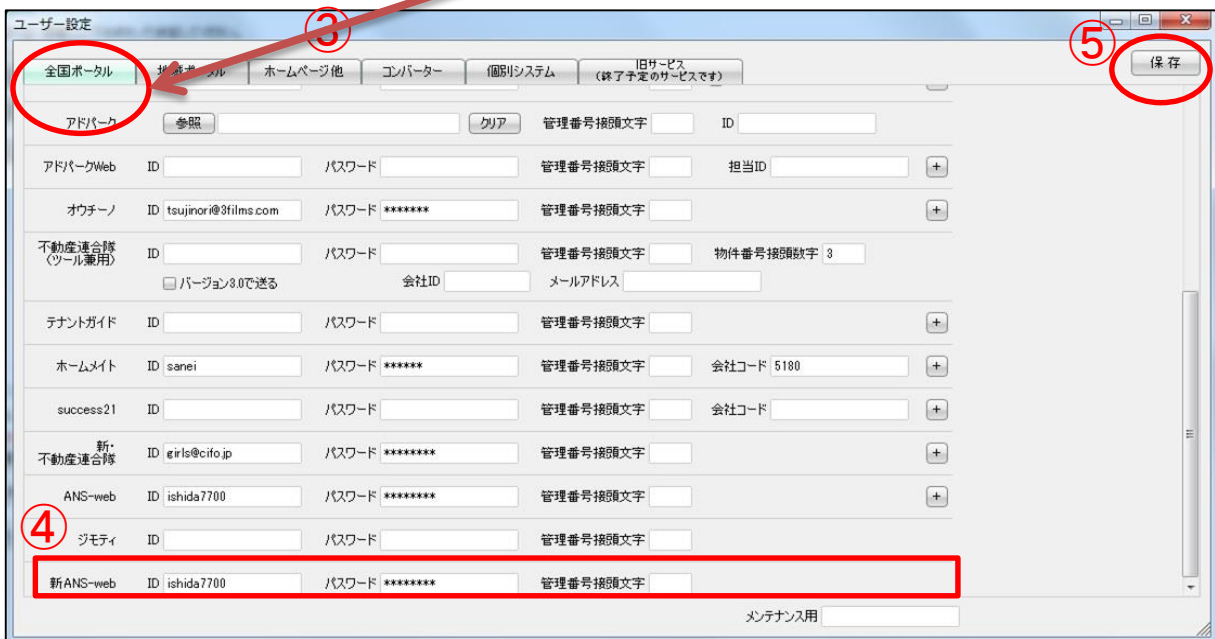 ユーザー設定
③
⑤
保存
全国ポータル ポータル ホームページ他 コンバーター 個別システム 旧サービス
(終了予定のサービスです)
アドパーク 参照 クリア 管理番号接頭文字 ID
アドパークWeb ID パスワード 管理番号接頭文字 担当ID +
オウチーノ ID tsujinori@3films.com パスワード ******* 管理番号接頭文字 +
不動産連合隊
(ツール兼用) ID パスワード 管理番号接頭文字 物件番号接頭数字 3
バージョン3.0で送る 会社ID メールアドレス
テナントガイド ID パスワード 管理番号接頭文字 +
ホームメイト ID sanei パスワード ****** 管理番号接頭文字 会社コード 5180 +
success21 ID パスワード 管理番号接頭文字 会社コード +
新・
不動産連合隊 ID girls@cifo.jp パスワード ******** 管理番号接頭文字 +
ANS-web ID ishida7700 パスワード ******** 管理番号接頭文字 +
④
ジモティ ID パスワード 管理番号接頭文字
新ANS-web ID ishida7700 パスワード ******** 管理番号接頭文字
メンテナンス用